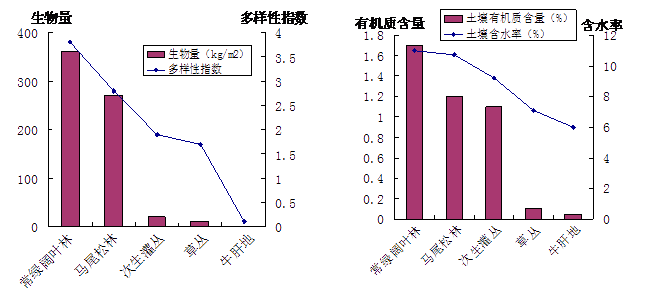 生物量
多样性指数
400
300
200
100
0
生物量（kg/m2）
多样性指数
4
3.5
3
2.5
2
1.5
1
0.5
0
常绿阔叶林
马尾松林
次生灌丛
草丛
牛肝地
有机质含量
含水率
土壤有机质含量（%）
土壤含水率（%）
1.8
1.6
1.4
1.2
1
0.8
0.6
0.4
0.2
0
12
10
8
6
4
2
0
常绿阔叶林
马尾松林
次生灌丛
草丛
牛肝地